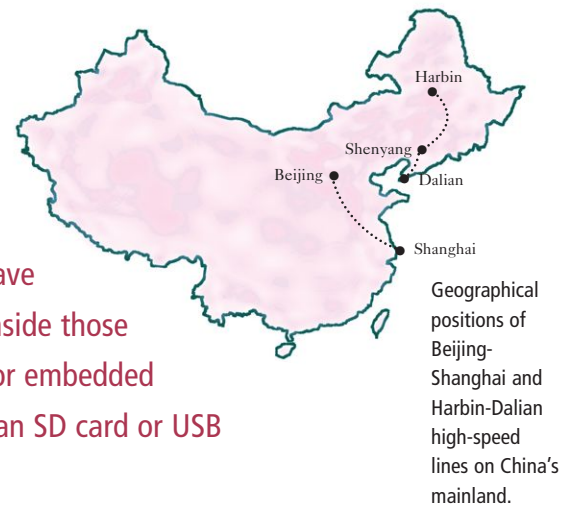 Harbin
Shenyang
Beijing
Dalian
Shanghai
ave
side those
or embedded
an SD card or USB
Geographical
positions of
Beijing-
Shanghai and
Harbin-Dalian
high-speed
lines on China's
mainland.